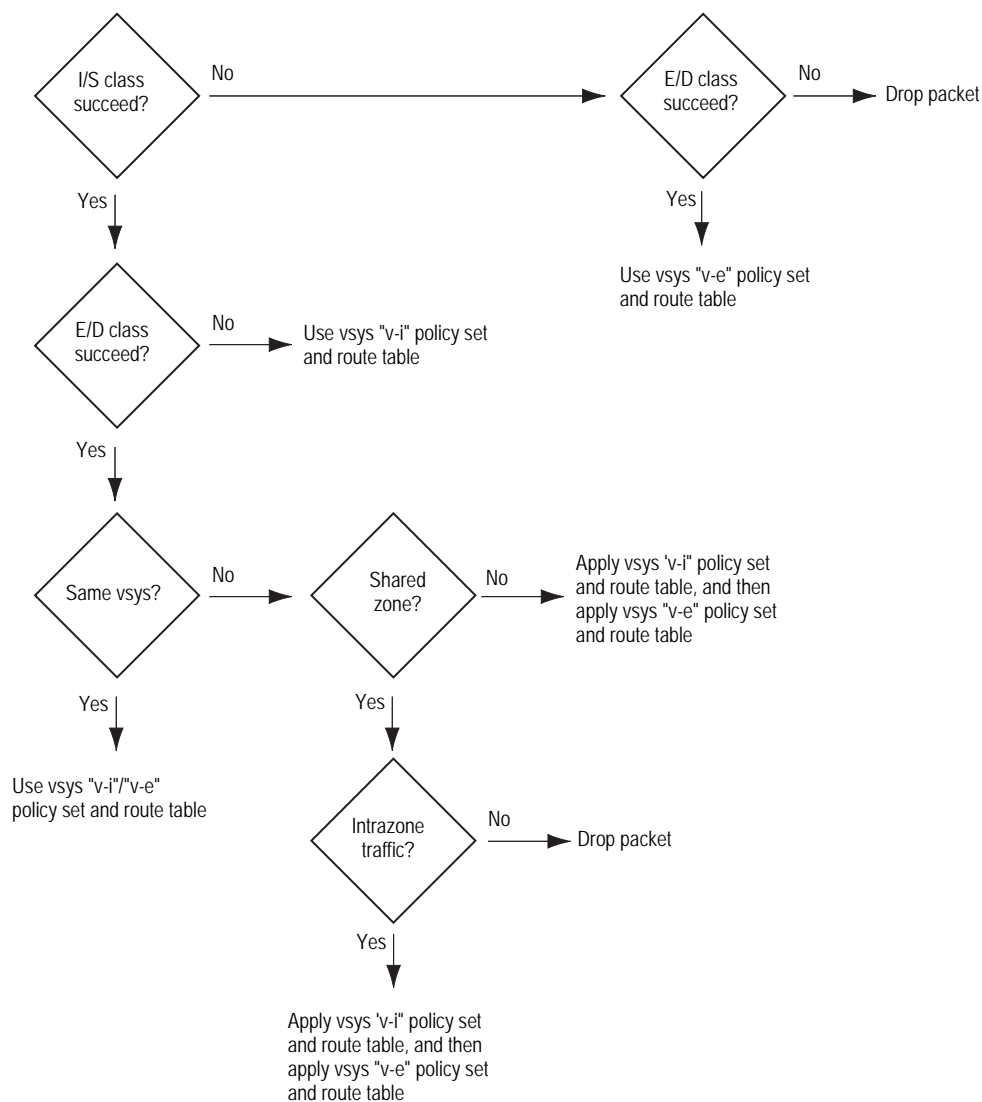 I/S class
succeed?
No
E/D class
succeed?
No
Drop packet
Yes
Yes
Use vsys "v-e" policy set
and route table
E/D class
succeed?
No
Use vsys "v-i" policy set
and route table
Yes
Same vsys?
No
Shared
zone?
No
Apply vsys 'v-i" policy set
and route table, and then
apply vsys "v-e" policy set
and route table
Yes
Yes
Use vsys "v-i"/"v-e"
policy set and route table
Intrazone
traffic?
No
Drop packet
Yes
Apply vsys 'v-i" policy set
and route table, and then
apply vsys "v-e" policy set
and route table